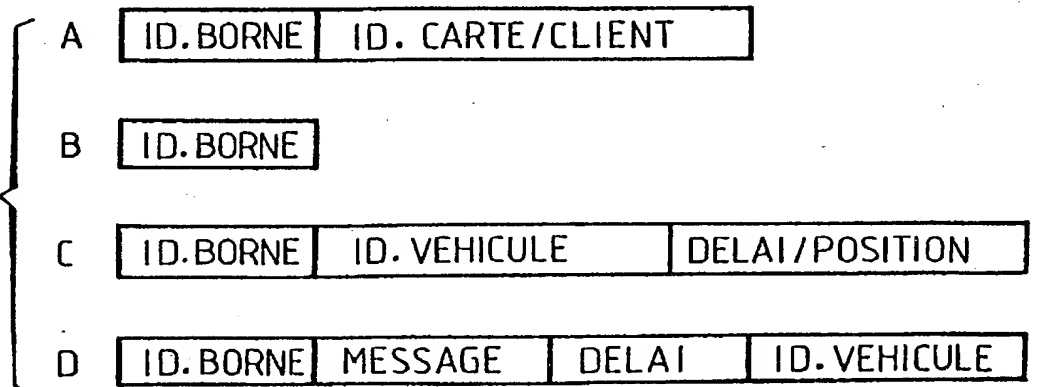 A ID.BORNE ID. CARTE/CLIENT
B ID.BORNE
C ID.BORNE ID. VEHICULE DELAI/POSITION
D ID.BORNE MESSAGE DELAI ID. VEHICULE